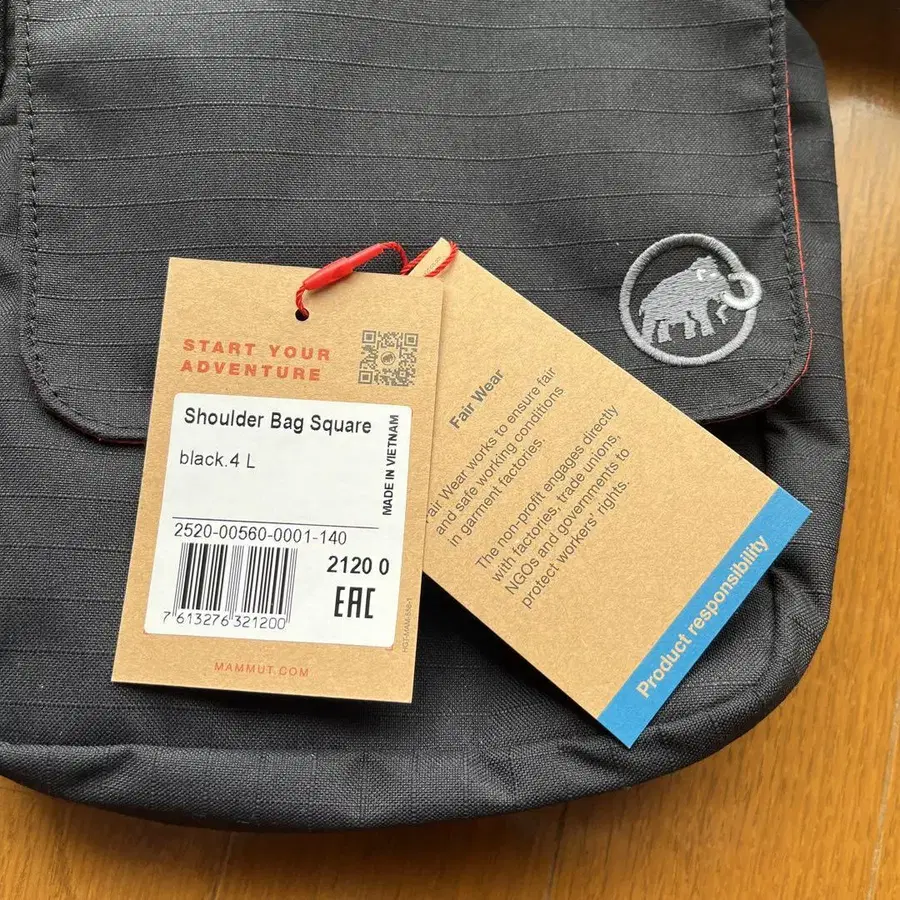 START YOUR
ADVENTURE
Shoulder Bag Square
black.4 L
MADE IN VIETNAM
2520-00560-0001-140
2120 0
7 613276 321200
EAC
MAMMUT.COM
Fair Wear
Fair Wear works to ensure fair
and safe working conditions
in garment factories.
The non-profit engages directly
with factories, trade unions,
NGOs and governments to
protect workers' rights.
Product responsibility